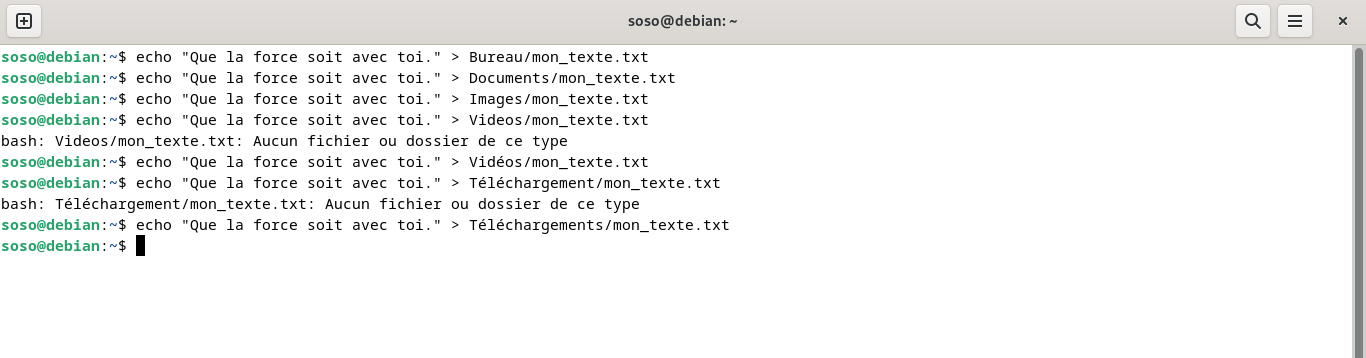 soso@debian: ~
soso@debian:~$ echo "Que la force soit avec toi." > Bureau/mon_texte.txt
soso@debian:~$ echo "Que la force soit avec toi." > Documents/mon_texte.txt
soso@debian:~$ echo "Que la force soit avec toi." > Images/mon_texte.txt
soso@debian:~$ echo "Que la force soit avec toi." > Videos/mon_texte.txt
bash: Videos/mon_texte.txt: Aucun fichier ou dossier de ce type
soso@debian:~$ echo "Que la force soit avec toi." > Vidéos/mon_texte.txt
soso@debian:~$ echo "Que la force soit avec toi." > Téléchargement/mon_texte.txt
bash: Téléchargement/mon_texte.txt: Aucun fichier ou dossier de ce type
soso@debian:~$ echo "Que la force soit avec toi." > Téléchargements/mon_texte.txt
soso@debian:~$